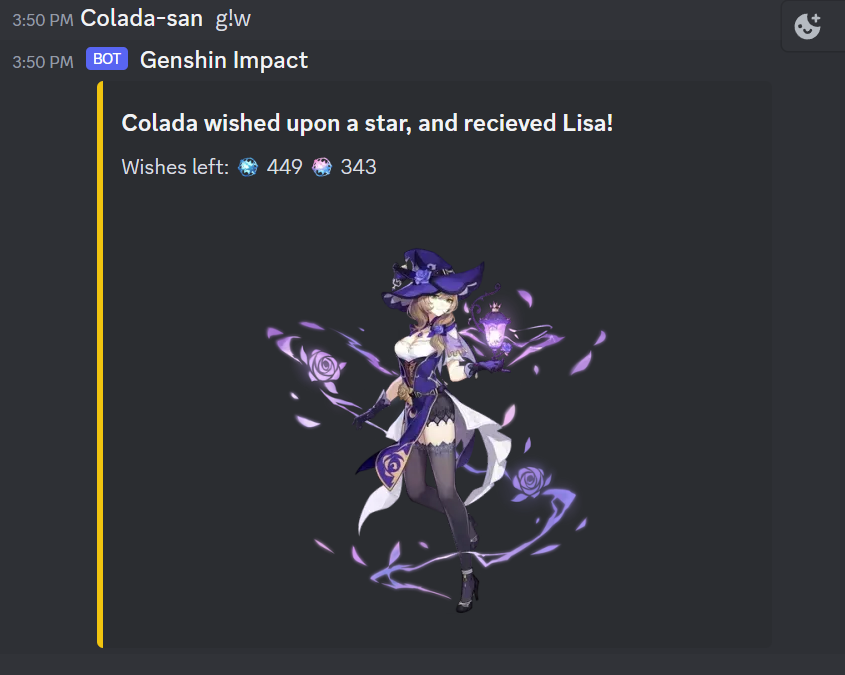 3:50 PM Colada-san g!w
3:50 PM BOT Genshin Impact
Colada wished upon a star, and recieved Lisa!
Wishes left: 449 343